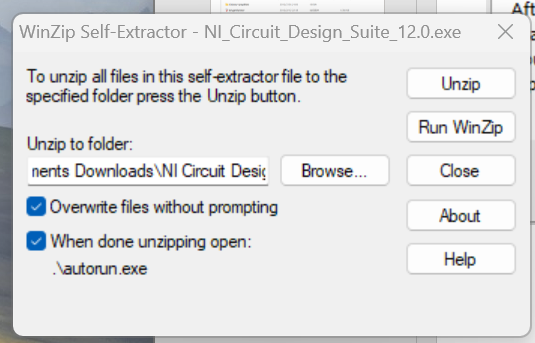 WinZip Self-Extractor - NI_Circuit_Design_Suite_12.0.exe
To unzip all files in this self-extractor file to the
specified folder press the Unzip button.
Unzip to folder:
nents Downloads\NI Circuit Desig
Browse...
Overwrite files without prompting
When done unzipping open:
.\autorun.exe
Unzip
Run WinZip
Close
About
Help